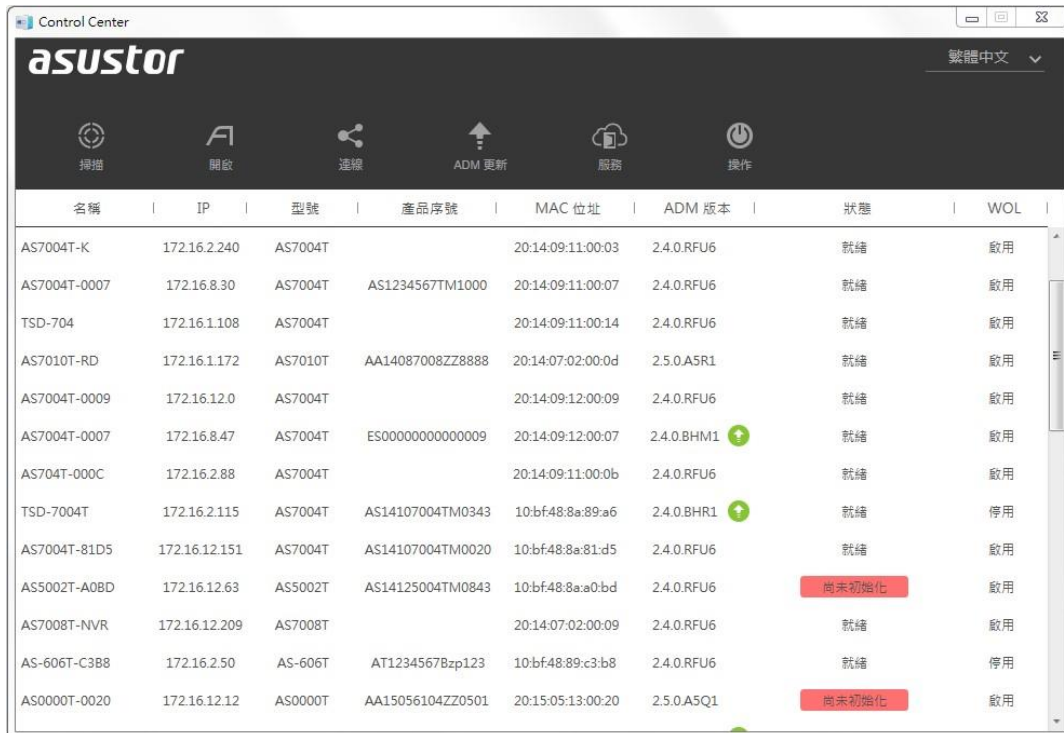 Control Center
asustor
繁體中文
掃描 開啟 連線 ADM 更新 服務 操作
名稱 IP 型號 產品序號 MAC 位址 ADM 版本 狀態 WOL
AS7004T-K 172.16.2.240 AS7004T 20:14:09:11:00:03 2.4.0.RFU6 就緒 啟用
AS7004T-0007 172.16.8.30 AS7004T AS1234567TM1000 20:14:09:11:00:07 2.4.0.RFU6 就緒 啟用
TSD-704 172.16.1.108 AS7004T 20:14:09:11:00:14 2.4.0.RFU6 就緒 啟用
AS7010T-RD 172.16.1.172 AS7010T AA14087008ZZ8888 20:14:07:02:00:0d 2.5.0.A5R1 就緒 啟用
AS7004T-0009 172.16.12.0 AS7004T 20:14:09:12:00:09 2.4.0.RFU6 就緒 啟用
AS7004T-0007 172.16.8.47 AS7004T ES00000000000009 20:14:09:12:00:07 2.4.0.BHM1 就緒 啟用
AS704T-000C 172.16.2.88 AS7004T 20:14:09:11:00:0b 2.4.0.RFU6 就緒 啟用
TSD-7004T 172.16.2.115 AS7004T AS14107004TM0343 10:bf:48:8a:89:a6 2.4.0.BHR1 就緒 停用
AS7004T-81D5 172.16.12.151 AS7004T AS14107004TM0020 10:bf:48:8a:81:d5 2.4.0.RFU6 就緒 啟用
AS5002T-A0BD 172.16.12.63 AS5002T AS14125004TM0843 10:bf:48:8a:a0:bd 2.4.0.RFU6 尚未初始化 啟用
AS7008T-NVR 172.16.12.209 AS7008T 20:14:07:02:00:09 2.4.0.RFU6 就緒 啟用
AS-606T-C3B8 172.16.2.50 AS-606T AT1234567Bzp123 10:bf:48:89:c3:b8 2.4.0.RFU6 就緒 停用
AS0000T-0020 172.16.12.12 AS0000T AA15056104ZZ0501 20:15:05:13:00:20 2.5.0.A5Q1 尚未初始化 啟用